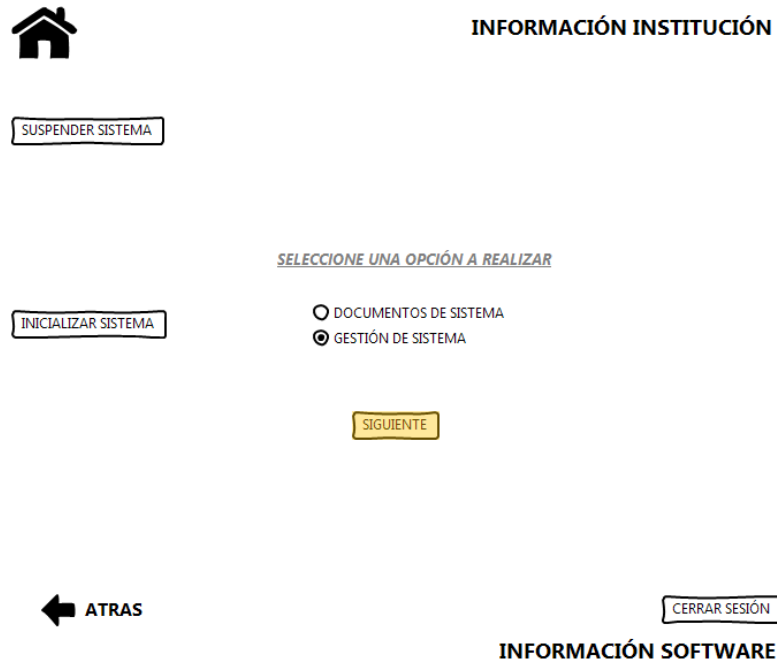 INFORMACIÓN INSTITUCIÓN
SUSPENDER SISTEMA
SELECCIONE UNA OPCIÓN A REALIZAR
DOCUMENTOS DE SISTEMA
INICIALIZAR SISTEMA
GESTIÓN DE SISTEMA
SIGUIENTE
ATRAS
CERRAR SESIÓN
INFORMACIÓN SOFTWARE